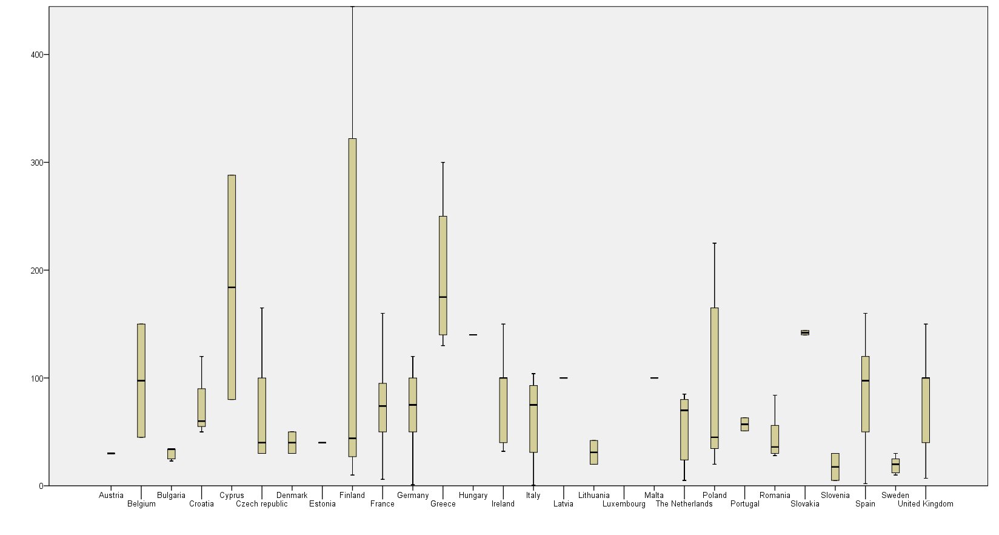 400
300
200
100
0
Austria Bulgaria Cyprus Denmark Finland Germany Hungary Italy Lithuania Malta Poland Romania Slovenia Sweden
Belgium Croatia Czech republic Estonia France Greece Ireland Latvia Luxembourg The Netherlands Portugal Slovakia Spain United Kingdom